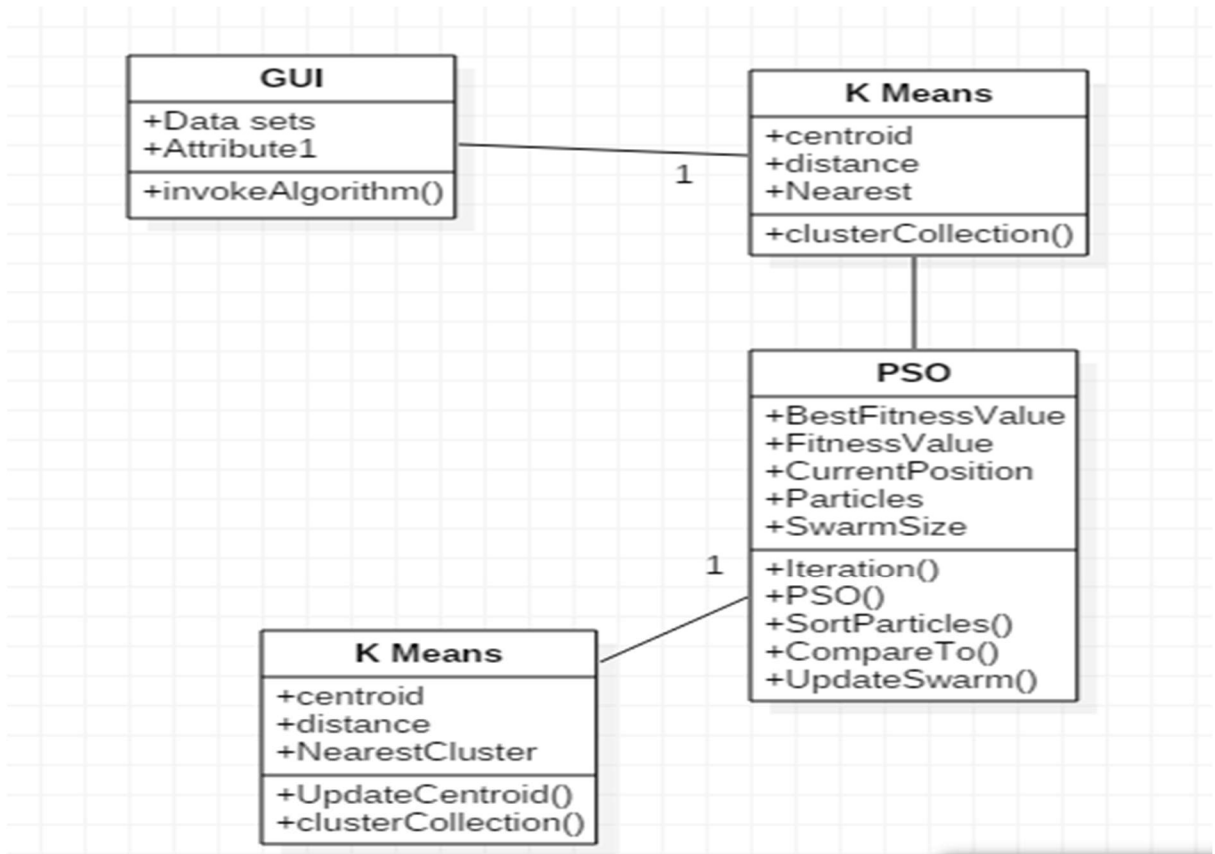 GUI
+Data sets
+Attribute1
+invokeAlgorithm()
1
K Means
+centroid
+distance
+Nearest
+clusterCollection()
PSO
+BestFitnessValue
+FitnessValue
+CurrentPosition
+Particles
+SwarmSize
+Iteration()
+PSO()
+SortParticles()
+CompareTo()
+UpdateSwarm()
1
K Means
+centroid
+distance
+NearestCluster
+UpdateCentroid()
+clusterCollection()